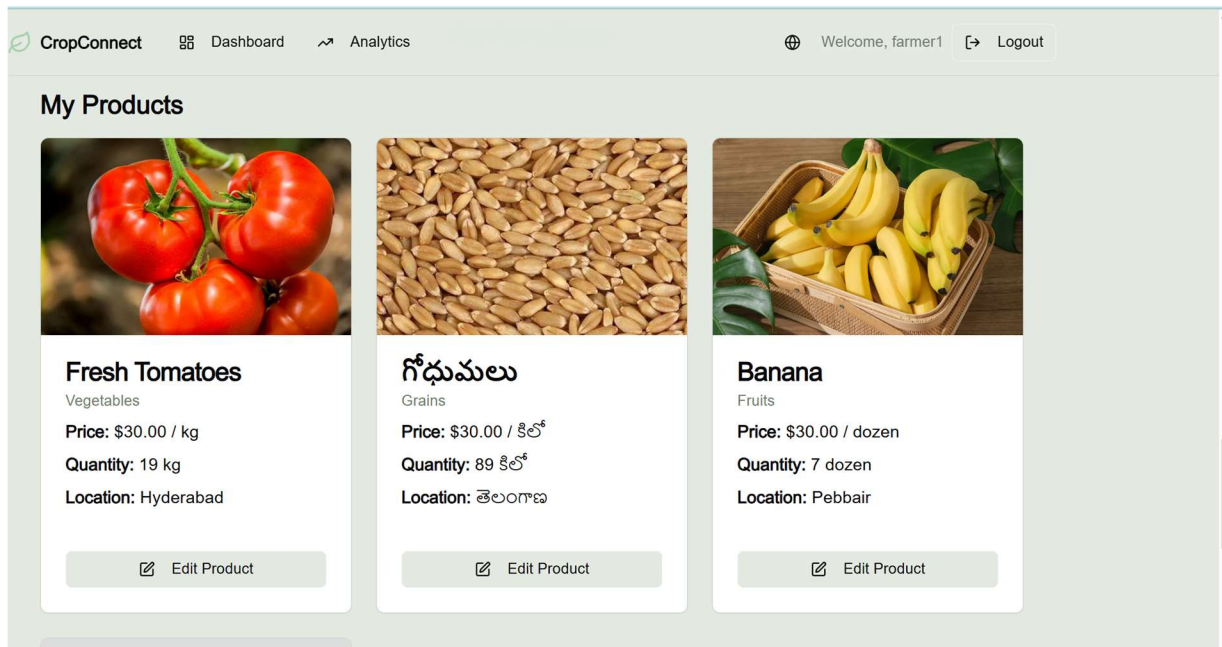 CropConnect Dashboard Analytics Welcome, farmer1 Logout
My Products
Fresh Tomatoes
Vegetables
Price: $30.00 / kg
Quantity: 19 kg
Location: Hyderabad
Edit Product
గోధుమలు
Grains
Price: $30.00 / కిలో
Quantity: 89 కిలో
Location: తెలంగాణ
Edit Product
Banana
Fruits
Price: $30.00 / dozen
Quantity: 7 dozen
Location: Pebbair
Edit Product